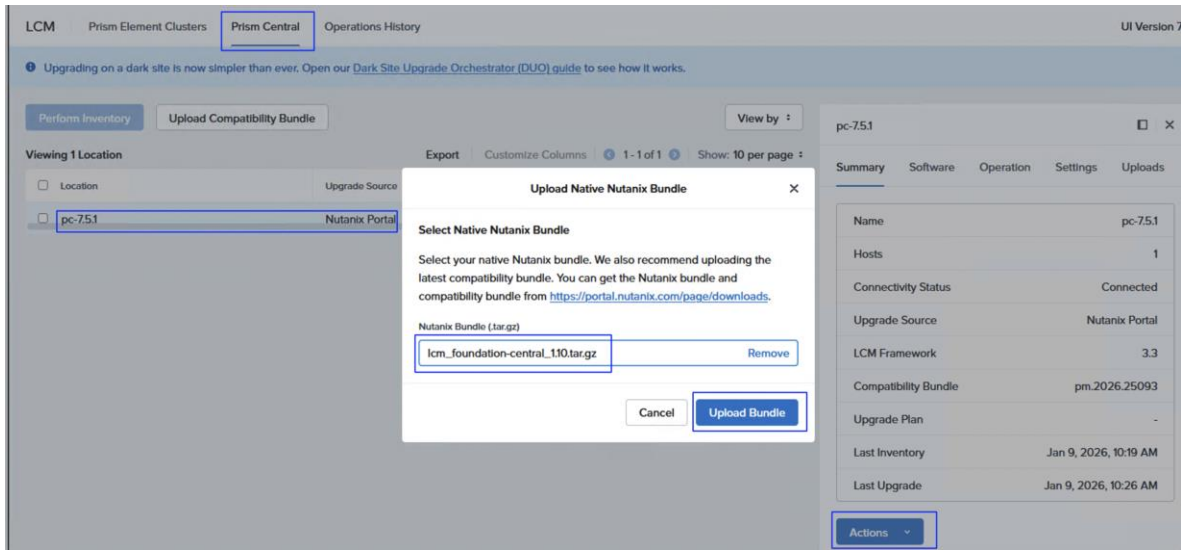 LCM Prism Element Clusters Prism Central Operations History UI Version 7
Upgrading on a dark site is now simpler than ever. Open our Dark Site Upgrade Orchestrator (DUO) guide to see how it works.
Perform Inventory Upload Compatibility Bundle View by
Viewing 1 Location Export Customize Columns 1 - 1 of 1 Show: 10 per page
Location Upgrade Source
pc-7.5.1 Nutanix Portal
Upload Native Nutanix Bundle
Select Native Nutanix Bundle
Select your native Nutanix bundle. We also recommend uploading the
latest compatibility bundle. You can get the Nutanix bundle and
compatibility bundle from https://portal.nutanix.com/page/downloads.
Nutanix Bundle (.tar.gz)
lcm_foundation-central_1.10.tar.gz Remove
Cancel Upload Bundle
pc-7.5.1
Summary Software Operation Settings Uploads
Name pc-7.5.1
Hosts 1
Connectivity Status Connected
Upgrade Source Nutanix Portal
LCM Framework 3.3
Compatibility Bundle pm.2026.25093
Upgrade Plan -
Last Inventory Jan 9, 2026, 10:19 AM
Last Upgrade Jan 9, 2026, 10:26 AM
Actions